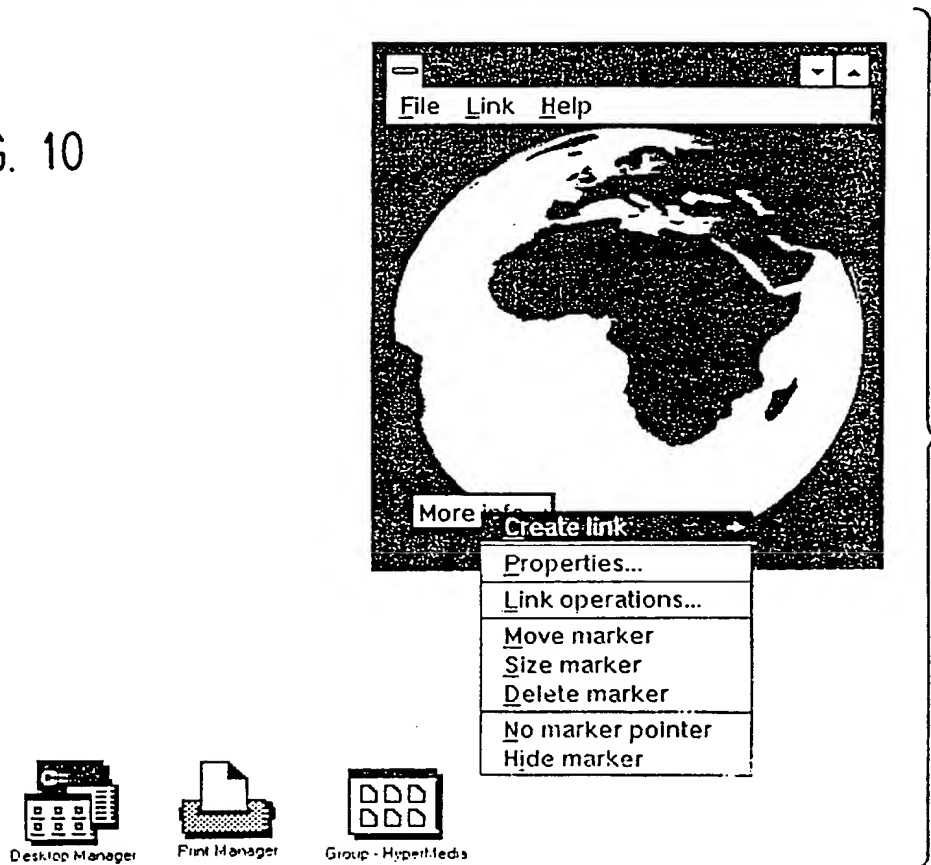 G. 10
File Link Help
More info
Create link
Properties...
Link operations...
Move marker
Size marker
Delete marker
No marker pointer
Hide marker
Desktop Manager
Print Manager
Group - HyperMedia